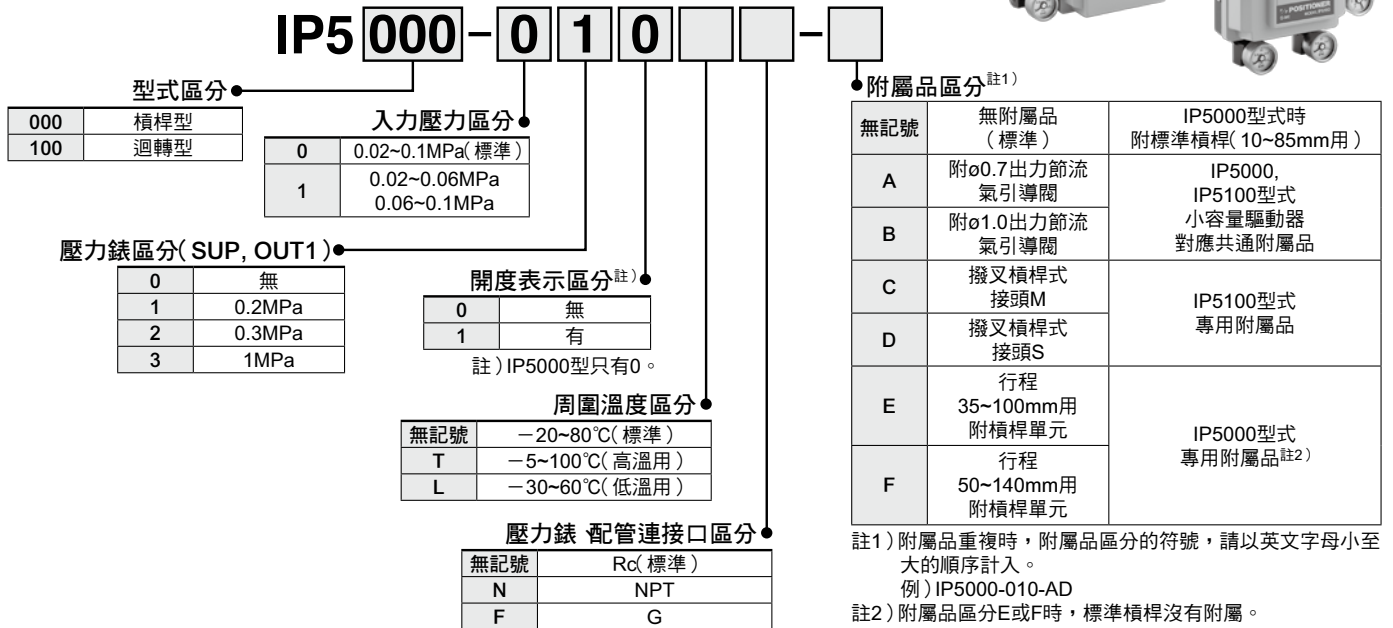 IP5 000 - 0 1 0 - 
型式區分
000 槓桿型
100 迴轉型
入力壓力區分
0 0.02~0.1MPa(標準)
1 0.02~0.06MPa
0.06~0.1MPa
壓力錶區分(SUP, OUT1)
0 無
1 0.2MPa
2 0.3MPa
3 1MPa
開度表示區分註)
0 無
1 有
註)IP5000型只有0。
周圍溫度區分
無記號 -20~80℃(標準)
T -5~100℃(高溫用)
L -30~60℃(低溫用)
壓力錶、配管連接口區分
無記號 Rc(標準)
N NPT
F G
POSITIONER
附屬品區分註1)
無記號 無附屬品
(標準)
IP5000型式時
附標準槓桿(10~85mm用)
A 附ø0.7出力節流
氣引導閥
B 附ø1.0出力節流
氣引導閥
IP5000,
IP5100型式
小容量驅動器
對應共通附屬品
C 撥叉槓桿式
接頭M
D 撥叉槓桿式
接頭S
IP5100型式
專用附屬品
E 行程
35~100mm用
附槓桿單元
F 行程
50~140mm用
附槓桿單元
IP5000型式
專用附屬品註2)
註1)附屬品重複時,附屬品區分的符號,請以英文字母小至
大的順序計入。
例)IP5000-010-AD
註2)附屬品區分E或F時,標準槓桿沒有附屬。